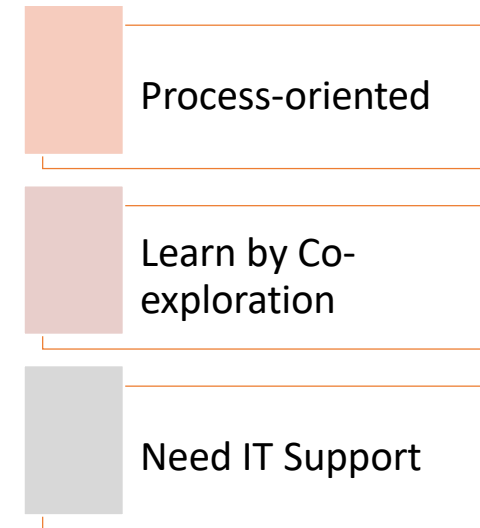 Process-oriented
Learn by Co-
exploration
Need IT Support